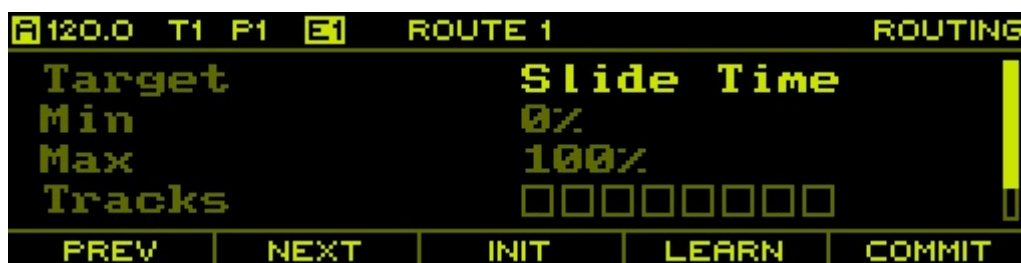 A 120.0 T1 P1 E1 ROUTE 1 ROUTING
Target Slide Time
Min 0%
Max 100%
Tracks
PREV NEXT INIT LEARN COMMIT